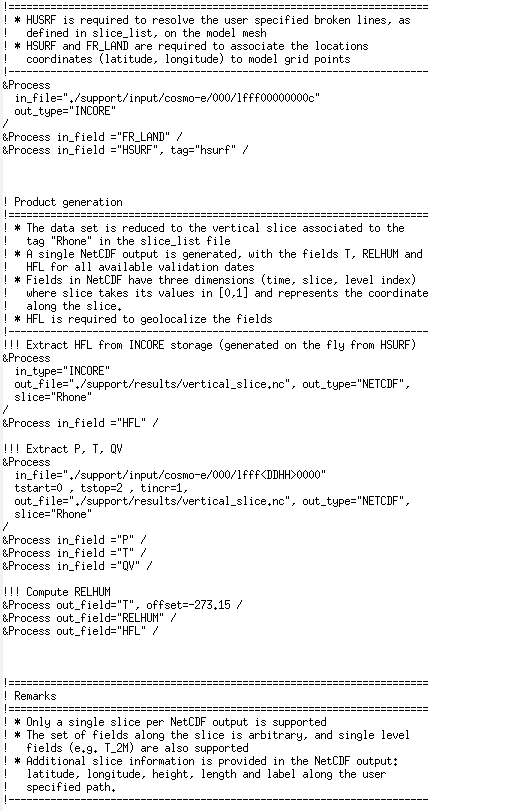 !==================================================================
! * HUSRF is required to resolve the user specified broken lines, as
!   defined in slice_list, on the model mesh
! * HSURF and FR_LAND are required to associate the locations
!   coordinates (latitude, longitude) to model grid points
!------------------------------------------------------------------
&Process
  in_file="./support/input/cosmo-e/000/lfff00000000c"
  out_type="INCORE"
/
&Process in_field ="FR_LAND" /
&Process in_field ="HSURF", tag="hsurf" /
! Product generation
!==================================================================
! * The data set is reduced to the vertical slice associated to the
!   tag "Rhone" in the slice_list file
! * A single NetCDF output is generated, with the fields T, RELHUM and
!   HFL for all available validation dates
! * Fields in NetCDF have three dimensions (time, slice, level index)
!   where slice takes its values in [0,1] and represents the coordinate
!   along the slice.
! * HFL is required to geolocalize the fields
!------------------------------------------------------------------
!!! Extract HFL from INCORE storage (generated on the fly from HSURF)
&Process
  in_type="INCORE"
  out_file="./support/results/vertical_slice.nc", out_type="NETCDF",
  slice="Rhone"
/
&Process in_field ="HFL" /
!!! Extract P, T, QV
&Process
  in_file="./support/input/cosmo-e/000/lfff<DDHH>0000"
  tstart=0 , tstop=2 , tincr=1,
  out_file="./support/results/vertical_slice.nc", out_type="NETCDF",
  slice="Rhone"
/
&Process in_field ="P" /
&Process in_field ="T" /
&Process in_field ="QV" /
!!! Compute RELHUM
&Process out_field="T", offset=-273.15 /
&Process out_field="RELHUM" /
&Process out_field="HFL" /
!==================================================================
! Remarks
!==================================================================
! * Only a single slice per NetCDF output is supported
! * The set of fields along the slice is arbitrary, and single level
!   fields (e.g. T_2M) are also supported
! * Additional slice information is provided in the NetCDF output:
!   latitude, longitude, height, length and label along the user
!   specified path.
!------------------------------------------------------------------